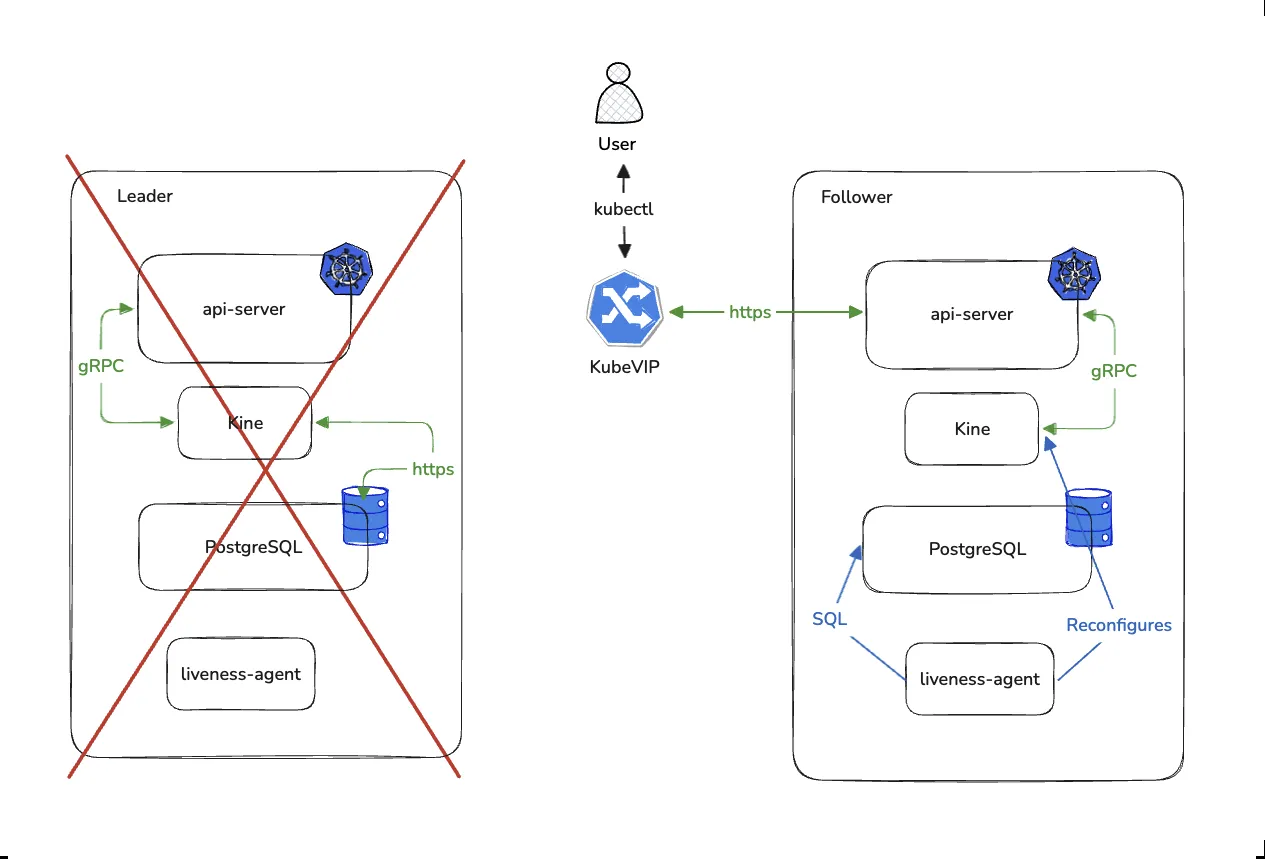 User
kubectl
KubeVIP
https
Leader
api-server
gRPC
Kine
https
PostgreSQL
liveness-agent
Follower
api-server
gRPC
Kine
PostgreSQL
SQL
Reconfigures
liveness-agent